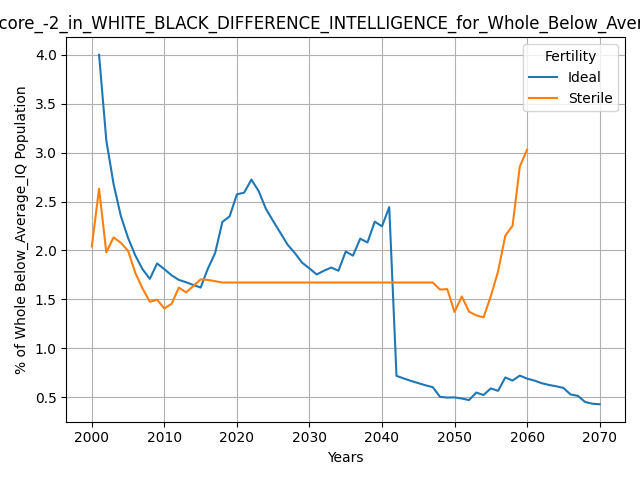 core_-2_in_WHITE_BLACK_DIFFERENCE_INTELLIGENCE_for_Whole_Below_Aver
% of Whole Below_Average_IQ Population
4.0
3.5
3.0
2.5
2.0
1.5
1.0
0.5
Fertility
Ideal
Sterile
2000 2010 2020 2030 2040 2050 2060 2070
Years